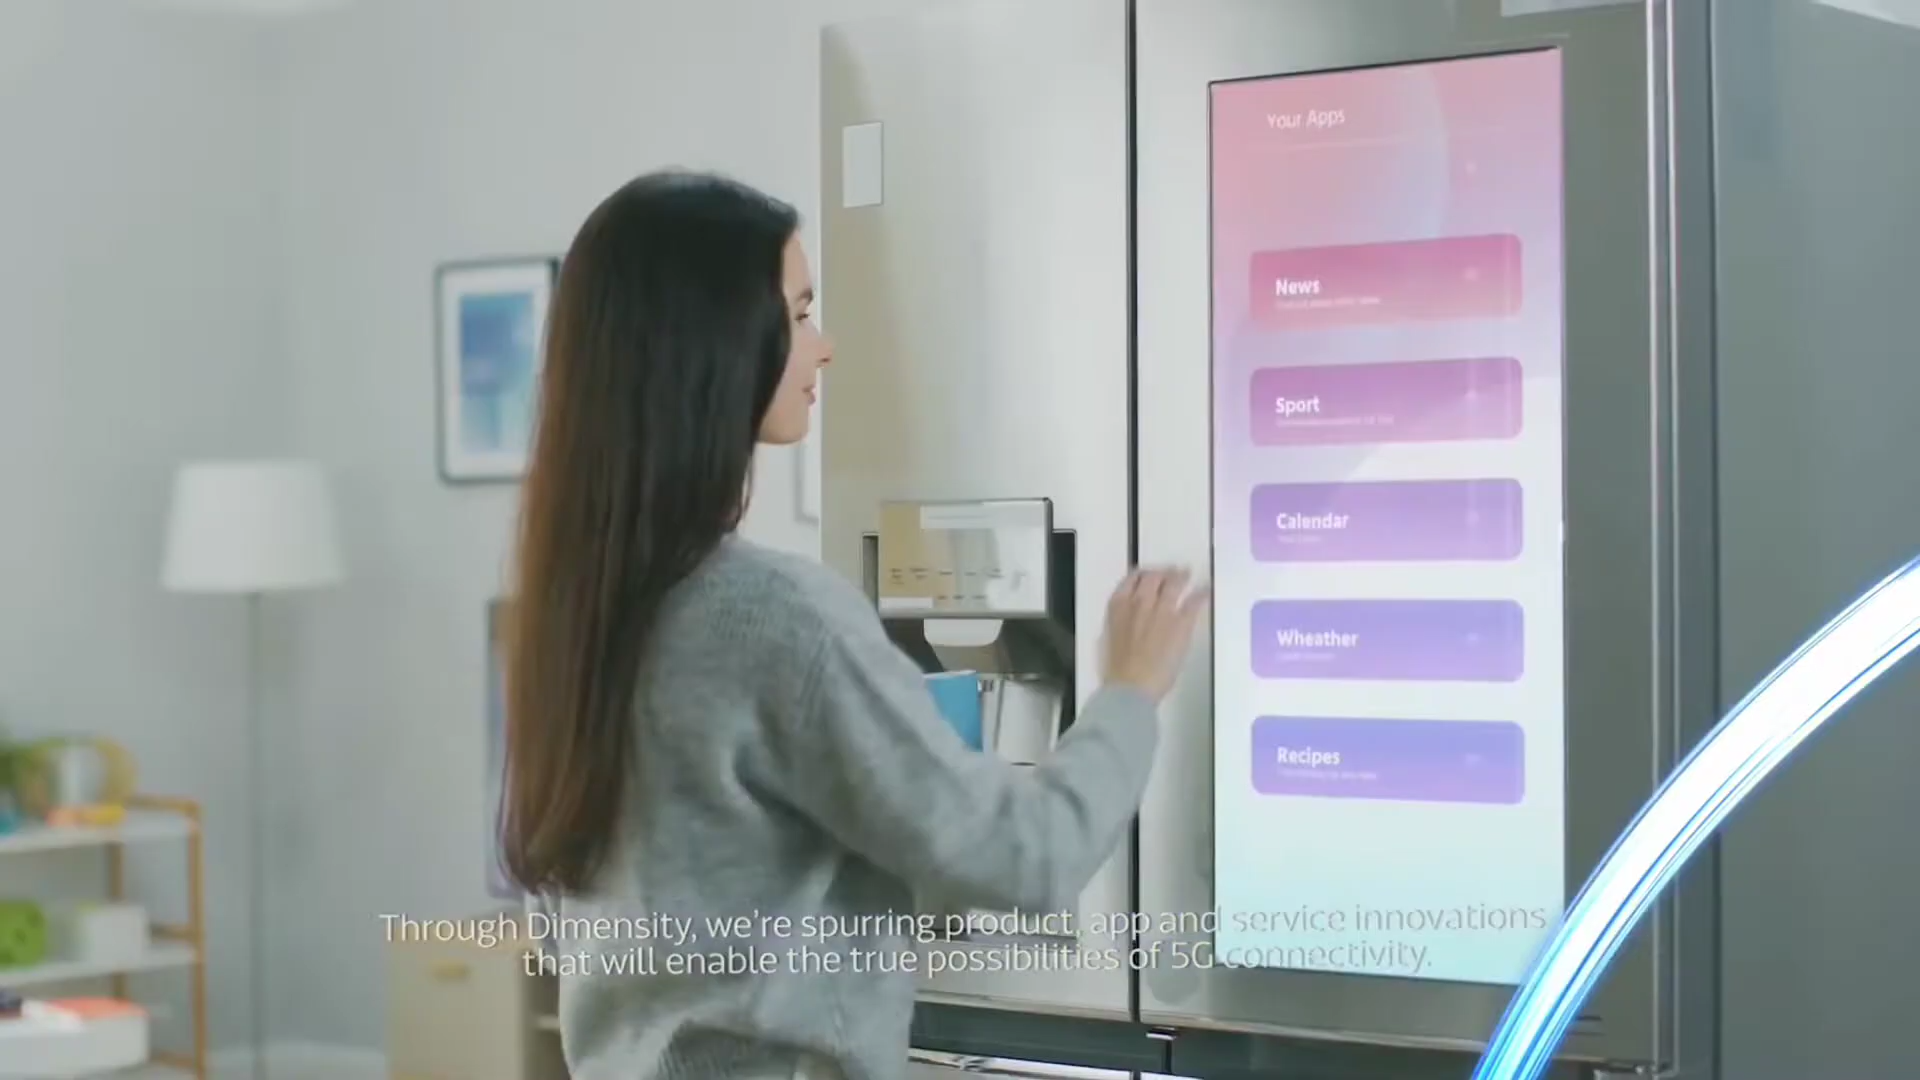 Your Apps
News
Sport
Calendar
Wheather
Recipes
Through Dimensity, we're spurring product, app and service innovations
that will enable the true possibilities of 5G connectivity.